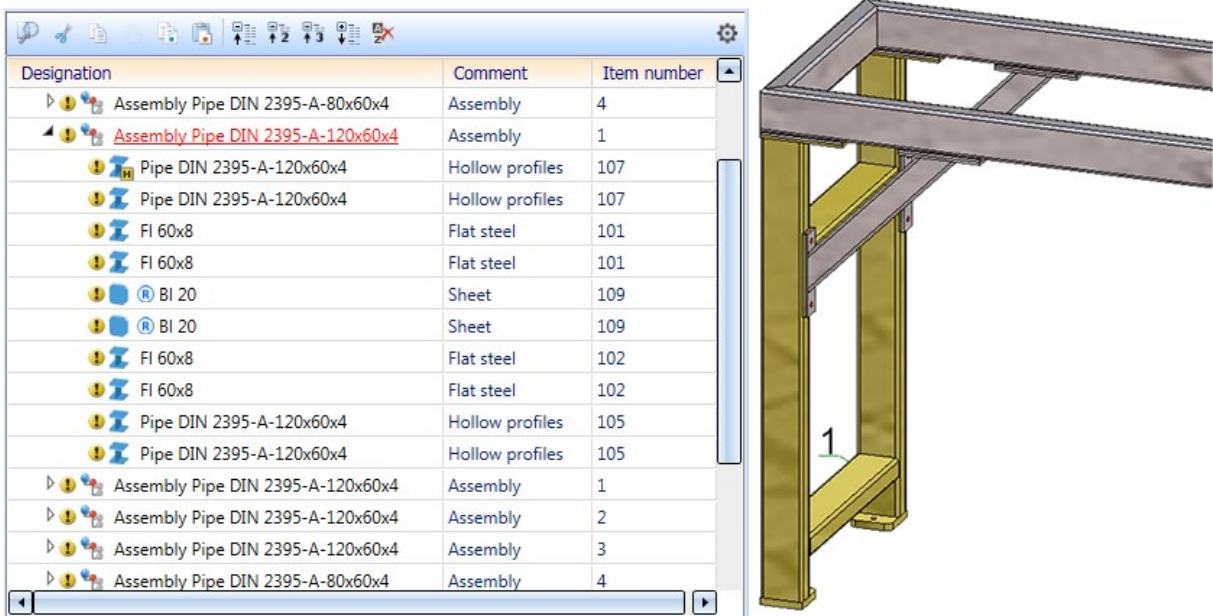 Designation Comment Item number
Assembly Pipe DIN 2395-A-80x60x4 Assembly 4
Assembly Pipe DIN 2395-A-120x60x4 Assembly 1
H Pipe DIN 2395-A-120x60x4 Hollow profiles 107
Pipe DIN 2395-A-120x60x4 Hollow profiles 107
Fl 60x8 Flat steel 101
Fl 60x8 Flat steel 101
R Bl 20 Sheet 109
R Bl 20 Sheet 109
Fl 60x8 Flat steel 102
Fl 60x8 Flat steel 102
Pipe DIN 2395-A-120x60x4 Hollow profiles 105
Pipe DIN 2395-A-120x60x4 Hollow profiles 105
Assembly Pipe DIN 2395-A-120x60x4 Assembly 1
Assembly Pipe DIN 2395-A-120x60x4 Assembly 2
Assembly Pipe DIN 2395-A-120x60x4 Assembly 3
Assembly Pipe DIN 2395-A-80x60x4 Assembly 4
1